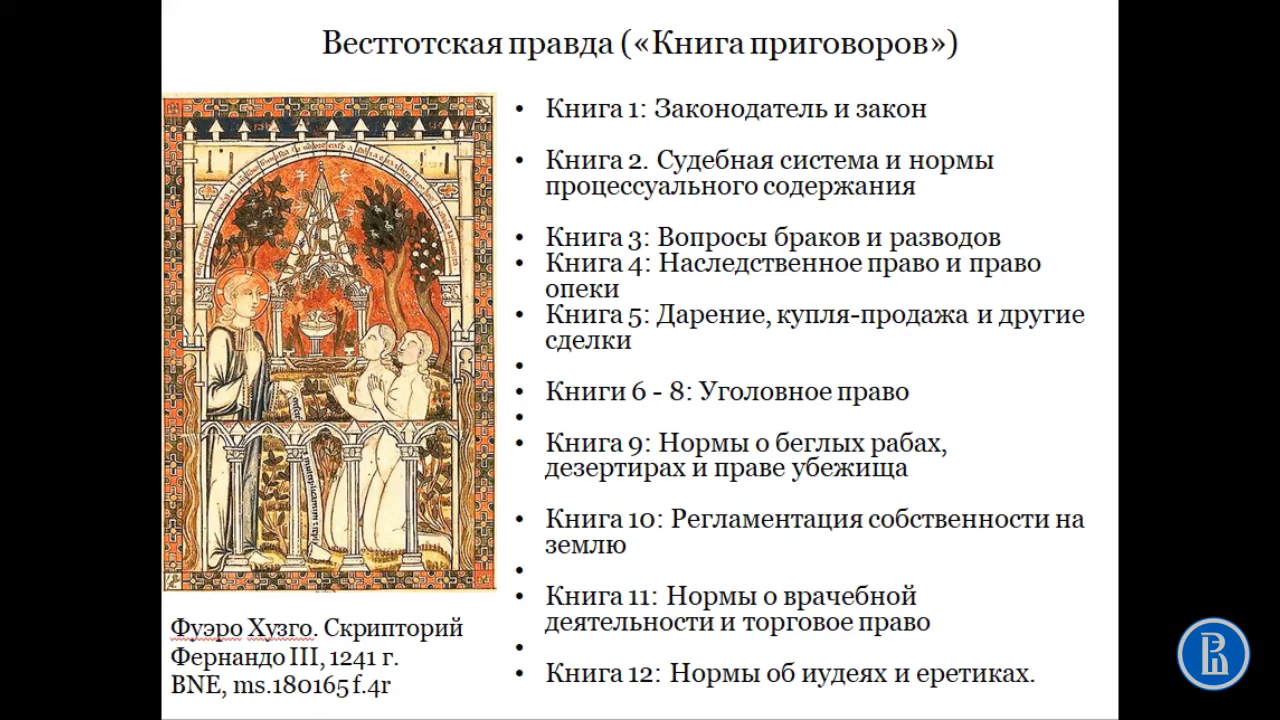 Вестготская правда («Книга приговоров»)
• Книга 1: Законодатель и закон
• Книга 2. Судебная система и нормы
процессуального содержания
• Книга 3: Вопросы браков и разводов
• Книга 4: Наследственное право и право
опеки
• Книга 5: Дарение, купля-продажа и другие
сделки
•
• Книги 6 - 8: Уголовное право
•
• Книга 9: Нормы о беглых рабах,
дезертирах и праве убежища
• Книга 10: Регламентация собственности на
землю
•
• Книга 11: Нормы о врачебной
деятельности и торговое право
•
• Книга 12: Нормы об иудеях и еретиках.
Фуэро Хузго. Скрипторий
Фернандо III, 1241 г.
BNE, ms.180165 f.4r